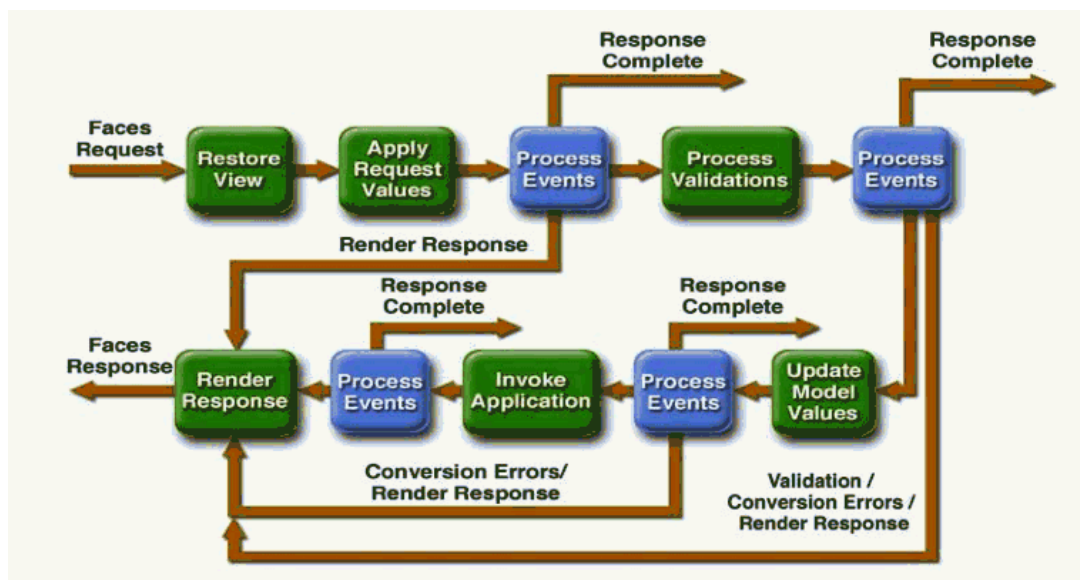 Response
Complete
Response
Complete
Faces
Request
Restore
View
Apply
Request
Values
Process
Events
Process
Validations
Process
Events
Render Response
Response
Complete
Response
Complete
Faces
Response
Render
Response
Process
Events
Invoke
Application
Process
Events
Update
Model
Values
Conversion Errors/
Render Response
Validation /
Conversion Errors /
Render Response